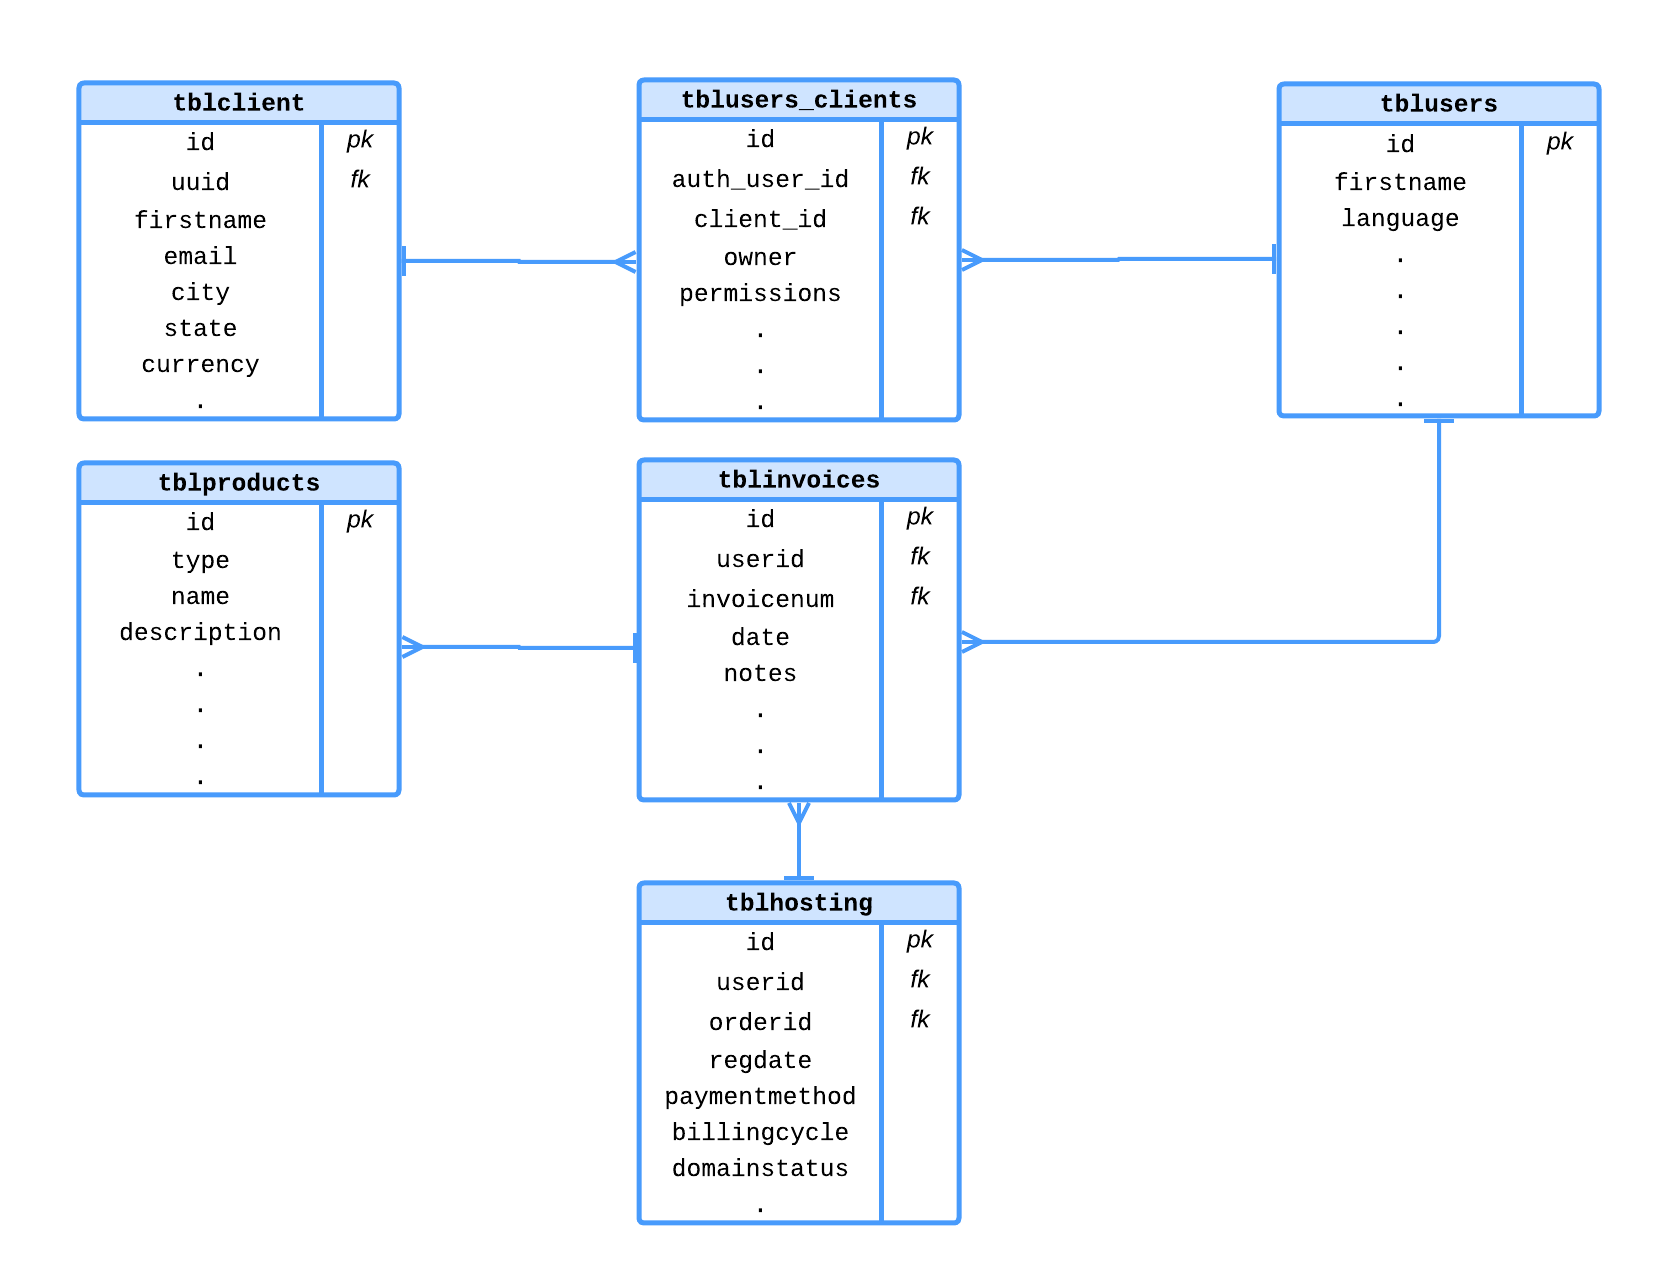 tblclient
id pk
uuid fk
firstname
email
city
state
currency
.
tblusers_clients
id pk
auth_user_id fk
client_id fk
owner
permissions
.
.
.
tblusers
id pk
firstname
language
.
.
.
.
.
tblproducts
id pk
type
name
description
.
.
.
.
tblinvoices
id pk
userid fk
invoicenum fk
date
notes
.
.
.
tblhosting
id pk
userid fk
orderid fk
regdate
paymentmethod
billingcycle
domainstatus
.